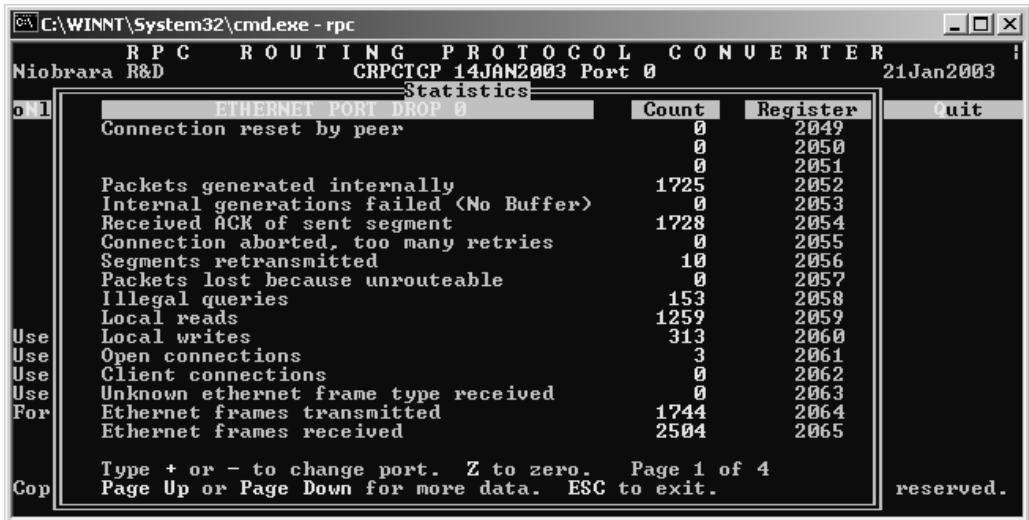 C:\WINNT\System32\cmd.exe - rpc
R P C   R O U T I N G   P R O T O C O L   C O N V E R T E R
Niobrara R&D   CRPCTCP 14JAN2003 Port 0   21Jan2003
Statistics
oNl   ETHERNET PORT DROP 0   Count   Register   Quit
Connection reset by peer   0   2049
0   2050
0   2051
Packets generated internally   1725   2052
Internal generations failed (No Buffer)   0   2053
Received ACK of sent segment   1728   2054
Connection aborted, too many retries   0   2055
Segments retransmitted   10   2056
Packets lost because unrouteable   0   2057
Illegal queries   153   2058
Local reads   1259   2059
Use   Local writes   313   2060
Use   Open connections   3   2061
Use   Client connections   0   2062
Use   Unknown ethernet frame type received   0   2063
For   Ethernet frames transmitted   1744   2064
Ethernet frames received   2504   2065
Type + or - to change port.  Z to zero.   Page 1 of 4
Cop   Page Up or Page Down for more data.  ESC to exit.   reserved.